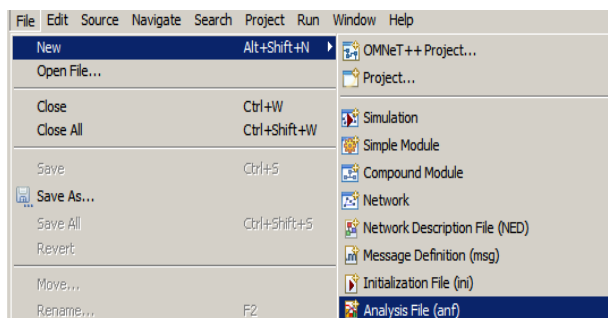 File Edit Source Navigate Search Project Run Window Help
New Alt+Shift+N
Open File...
Close Ctrl+W
Close All Ctrl+Shift+W
Save Ctrl+S
Save As...
Save All Ctrl+Shift+S
Revert
Move...
Rename... F2
OMNeT++ Project...
Project...
Simulation
Simple Module
Compound Module
Network
Network Description File (NED)
Message Definition (msg)
Initialization File (ini)
Analysis File (anf)